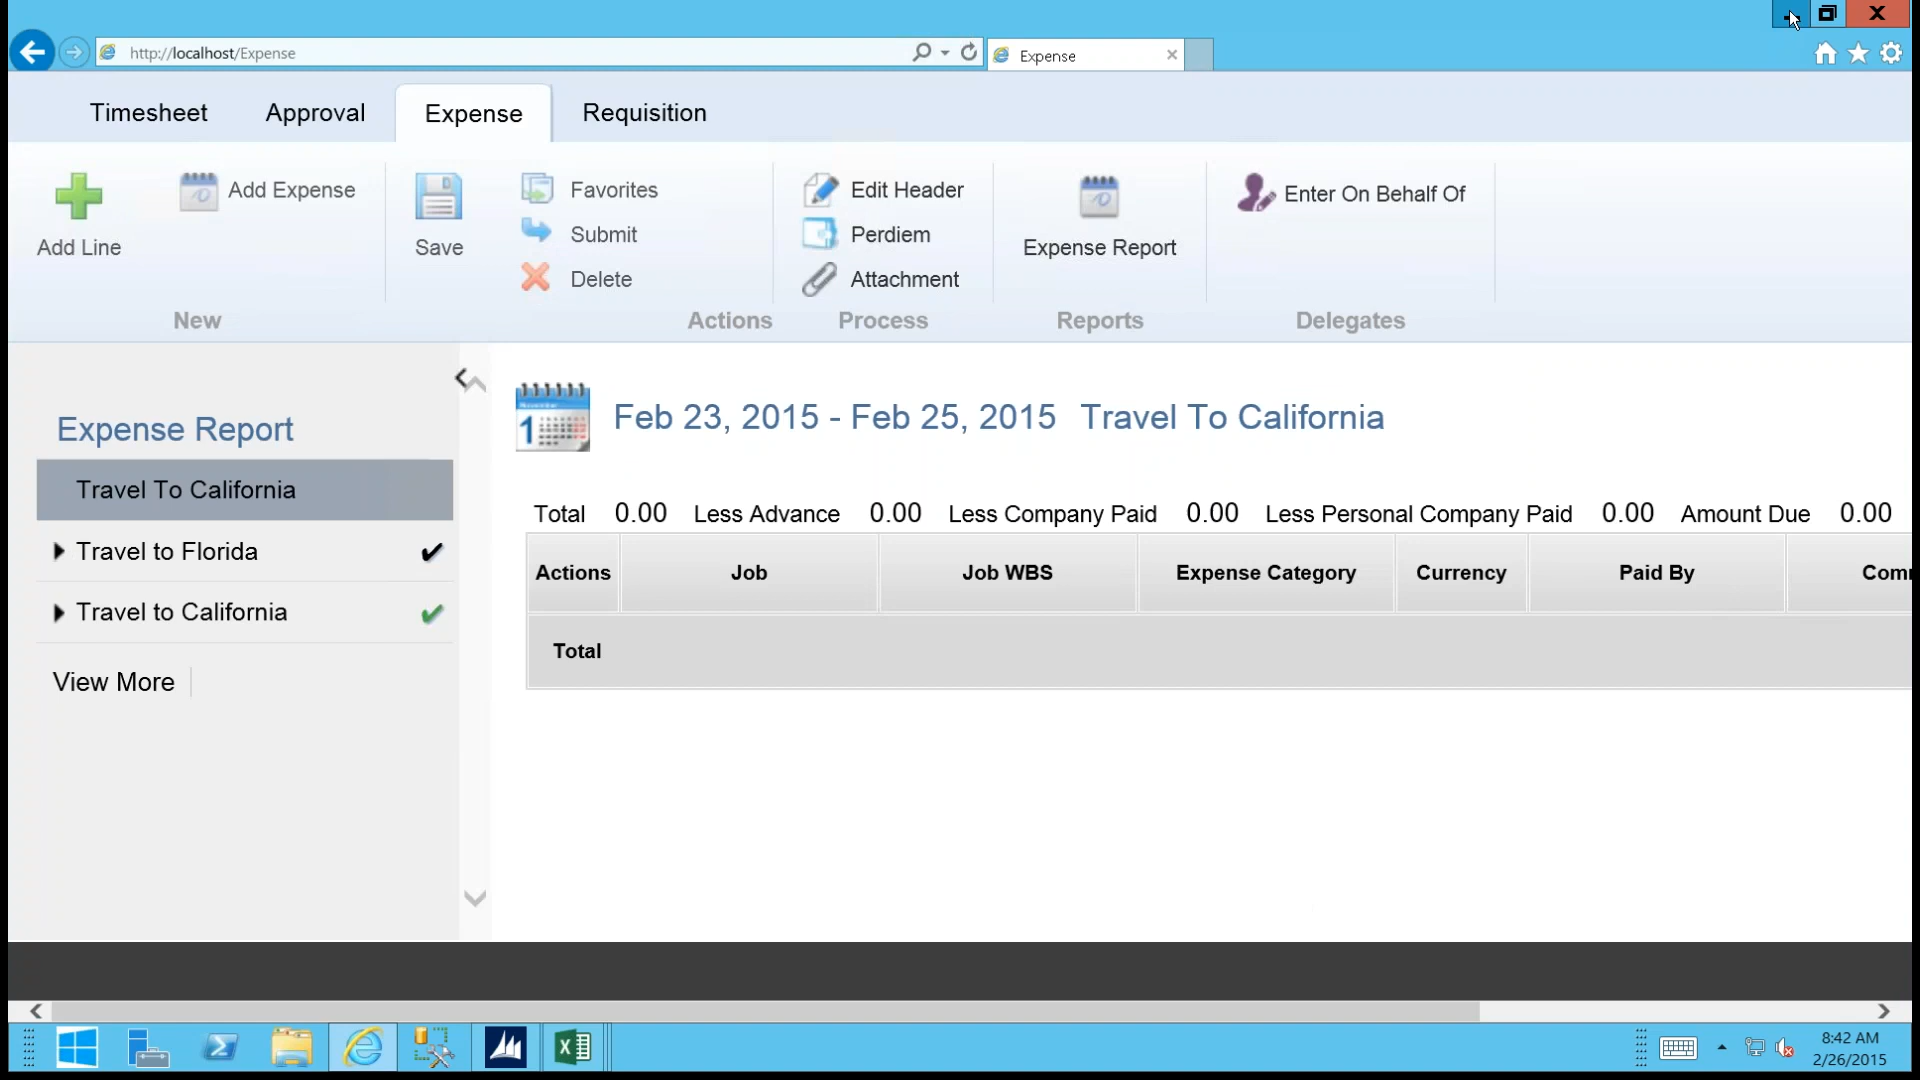 http://localhost/Expense
Expense
Timesheet Approval Expense Requisition
Add Line
Add Expense
New
Save
Favorites
Submit
Delete
Actions
Edit Header
Perdiem
Attachment
Process
Expense Report
Reports
Enter On Behalf Of
Delegates
Expense Report
Travel To California
Travel to Florida
Travel to California
View More
Feb 23, 2015 - Feb 25, 2015 Travel To California
Total 0.00 Less Advance 0.00 Less Company Paid 0.00 Less Personal Company Paid 0.00 Amount Due 0.00
Actions Job Job WBS Expense Category Currency Paid By
Total
8:42 AM
2/26/2015